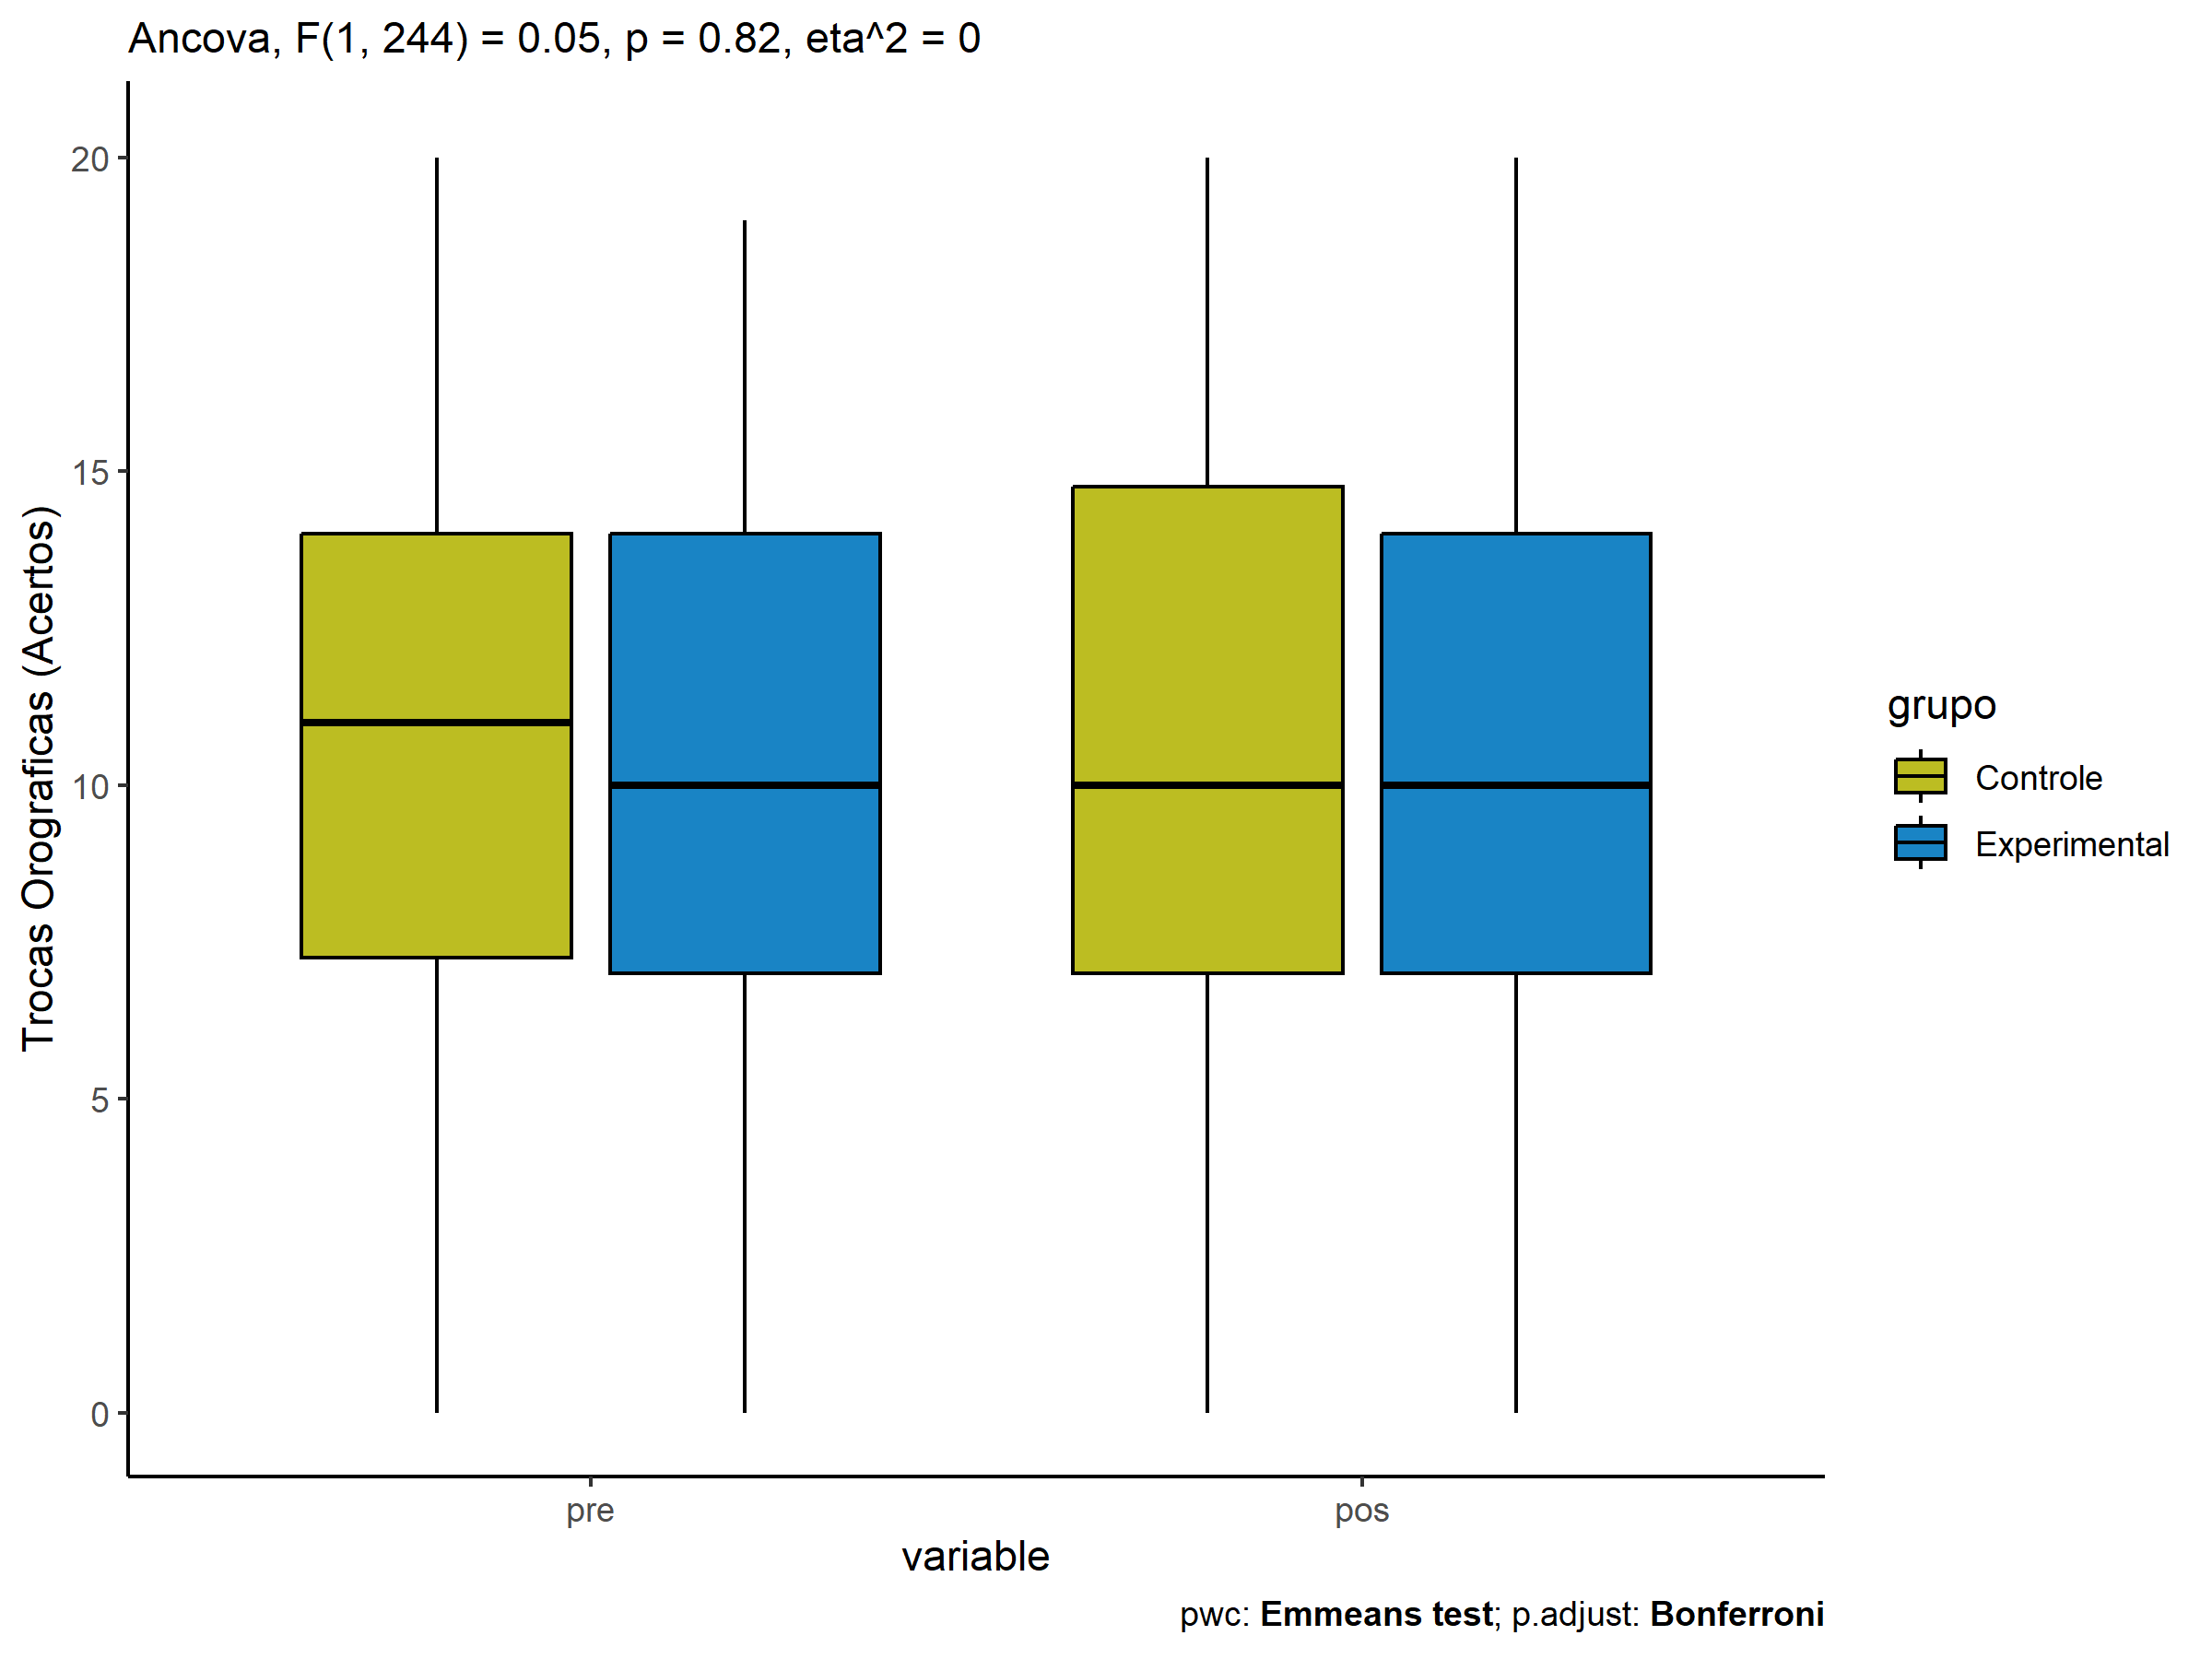 Ancova, F(1, 244) = 0.05, p = 0.82, eta^2 = 0
Trocas Orograficas (Acertos)
20
15
10
5
0
pre
pos
variable
grupo
Controle
Experimental
pwc: Emmeans test; p.adjust: Bonferroni